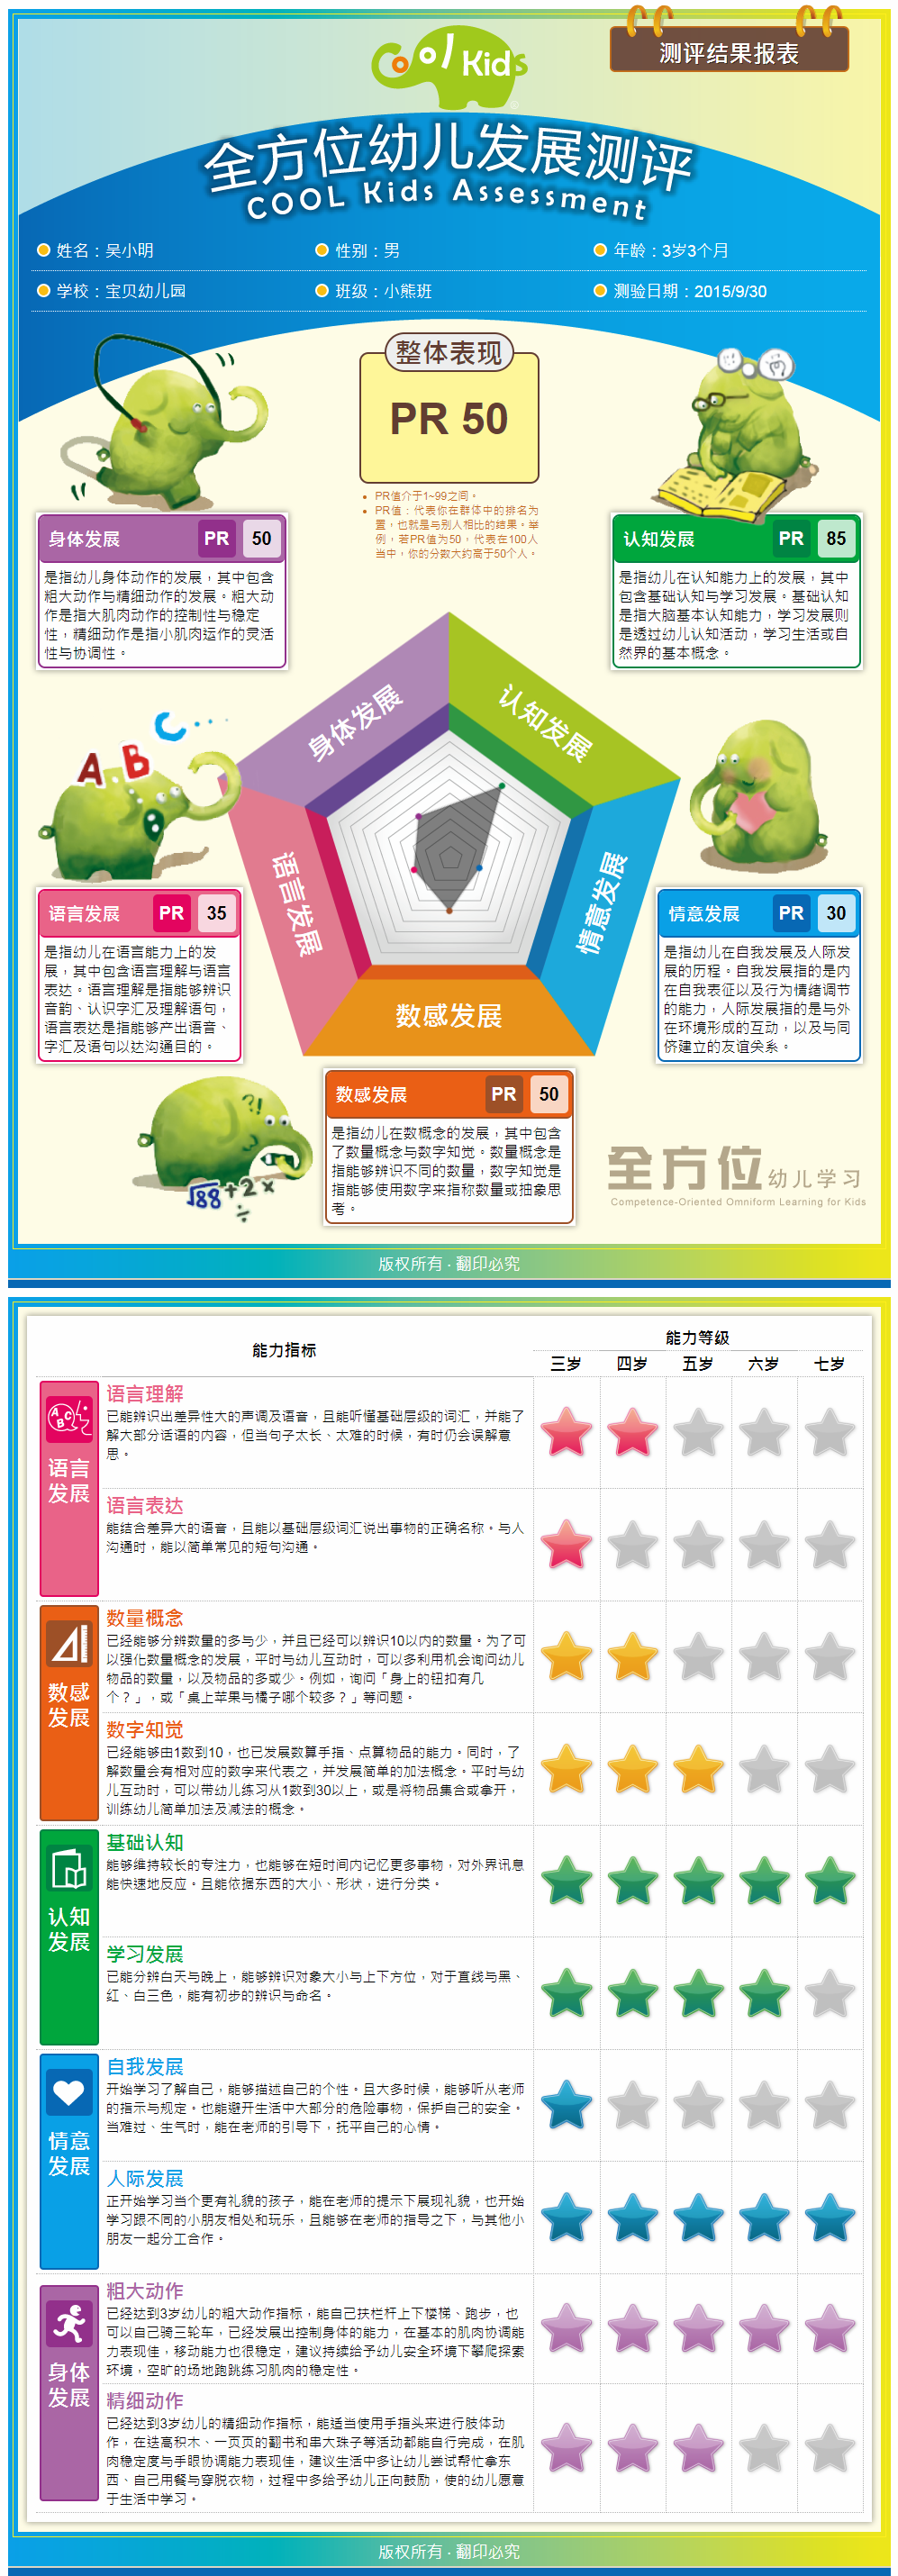 Cool Kids
测评结果报表
全方位幼儿发展测评
COOL Kids Assessment
姓名：吴小明
性别：男
年龄：3岁3个月
学校：宝贝幼儿园
班级：小熊班
测验日期：2015/9/30
整体表现
PR 50
PR值介于1~99之间。
PR值：代表你在群体中的排名为
置，也就是与别人相比的结果。举
例，若PR值为50，代表在100人
当中，你的分数大约高于50个人。
身体发展 PR 50
是指幼儿身体动作的发展，其中包含
粗大动作与精细动作的发展。粗大动
作是指大肌肉动作的控制性与稳定
性，精细动作是指小肌肉运作的灵活
性与协调性。
认知发展 PR 85
是指幼儿在认知能力上的发展，其中
包含基础认知与学习发展。基础认知
是指大脑基本认知能力，学习发展则
是透过幼儿认知活动，学习生活或自
然界的基本概念。
身体发展
认知发展
语言发展
情意发展
数感发展
A B C
语言发展 PR 35
是指幼儿在语言能力上的发
展，其中包含语言理解与语言
表达。语言理解是指能够辨识
音韵、认识字汇及理解语句，
语言表达是指能够产出语音、
字汇及语句以达沟通目的。
情意发展 PR 30
是指幼儿在自我发展及人际发
展的历程。自我发展指的是内
在自我表征以及行为情绪调节
的能力，人际发展指的是与外
在环境形成的互动，以及与同
侪建立的友谊关系。
?!
√88+2×
÷
数感发展 PR 50
是指幼儿在数概念的发展，其中包含
了数量概念与数字知觉。数量概念是
指能够辨识不同的数量，数字知觉是
指能够使用数字来指称数量或抽象思
考。
全方位幼儿学习
Competence-Oriented Omniform Learning for Kids
版权所有 . 翻印必究
能力指标
能力等级
三岁 四岁 五岁 六岁 七岁
ABC
语言
发展
语言理解
已能辨识出差异性大的声调及语音，且能听懂基础层级的词汇，并能了
解大部分话语的内容，但当句子太长、太难的时候，有时仍会误解意
思。
语言表达
能结合差异大的语音，且能以基础层级词汇说出事物的正确名称。与人
沟通时，能以简单常见的短句沟通。
数感
发展
数量概念
已经能够分辨数量的多与少，并且已经可以辨识10以内的数量。为了可
以强化数量概念的发展，平时与幼儿互动时，可以多利用机会询问幼儿
物品的数量，以及物品的多或少。例如，询问「身上的钮扣有几
个？」，或「桌上苹果与橘子哪个较多？」等问题。
数字知觉
已经能够由1数到10，也已发展数算手指、点算物品的能力。同时，了
解数量会有相对应的数字来代表之，并发展简单的加法概念。平时与幼
儿互动时，可以带幼儿练习从1数到30以上，或是将物品集合或拿开，
训练幼儿简单加法及减法的概念。
认知
发展
基础认知
能够维持较长的专注力，也能够在短时间内记忆更多事物，对外界讯息
能快速地反应。且能依据东西的大小、形状，进行分类。
学习发展
已能分辨白天与晚上，能够辨识对象大小与上下方位，对于直线与黑、
红、白三色，能有初步的辨识与命名。
情意
发展
自我发展
开始学习了解自己，能够描述自己的个性。且大多时候，能够听从老师
的指示与规定。也能避开生活中大部分的危险事物，保护自己的安全。
当难过、生气时，能在老师的引导下，抚平自己的心情。
人际发展
正开始学习当个更有礼貌的孩子，能在老师的提示下展现礼貌，也开始
学习跟不同的小朋友相处和玩乐，且能够在老师的指导之下，与其他小
朋友一起分工合作。
身体
发展
粗大动作
已经达到3岁幼儿的粗大动作指标，能自己扶栏杆上下楼梯、跑步，也
可以自己骑三轮车，已经发展出控制身体的能力，在基本的肌肉协调能
力表现佳，移动能力也很稳定，建议持续给予幼儿安全环境下攀爬探索
环境，空旷的场地跑跳练习肌肉的稳定性。
精细动作
已经达到3岁幼儿的精细动作指标，能适当使用手指头来进行肢体动
作，在迭高积木、一页页的翻书和串大珠子等活动都能自行完成，在肌
肉稳定度与手眼协调能力表现佳，建议生活中多让幼儿尝试帮忙拿东
西、自己用餐与穿脱衣物，过程中多给予幼儿正向鼓励，使的幼儿愿意
于生活中学习。
版权所有 . 翻印必究